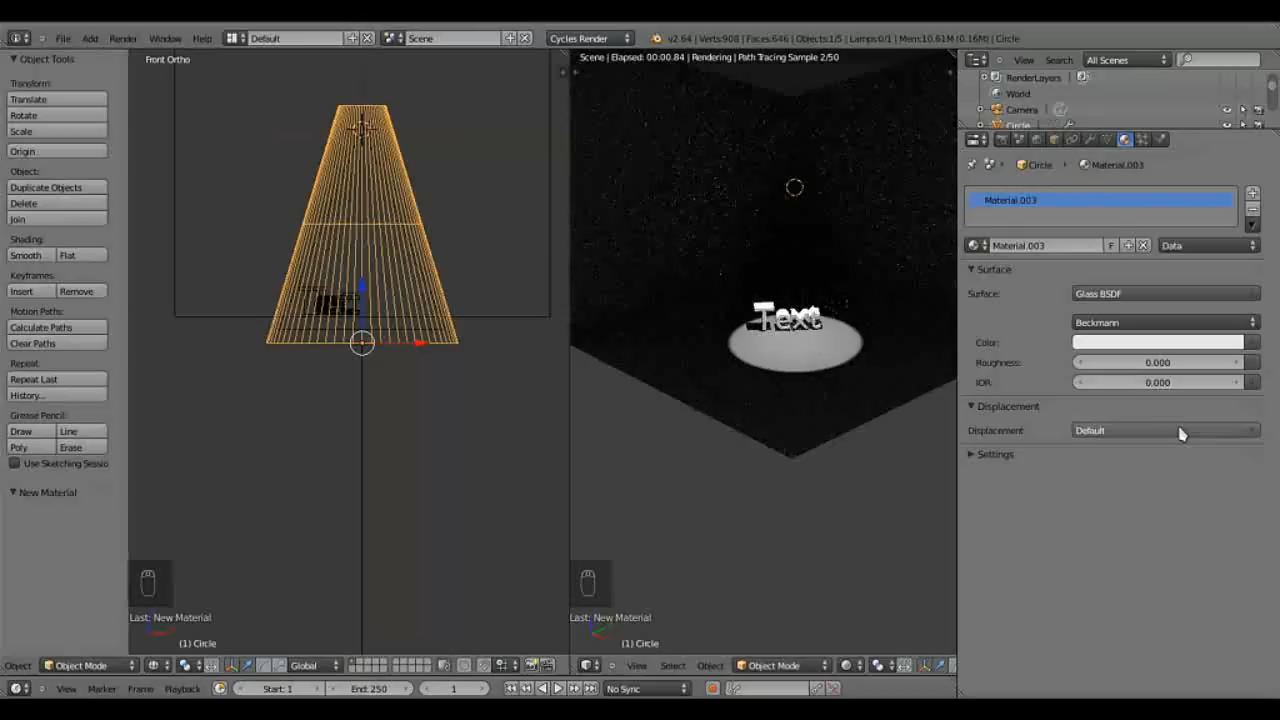 File Add Render Window Help Default Scene Cycles Render v2.64 | Verts:908 | Faces:646 | Objects:1/5 | Lamps:0/1 | Mem:10.61M (0.16M) | Circle
Object Tools
Transform:
Translate
Rotate
Scale
Origin
Object:
Duplicate Objects
Delete
Join
Shading:
Smooth Flat
Keyframes:
Insert Remove
Motion Paths:
Calculate Paths
Clear Paths
Repeat:
Repeat Last
History...
Grease Pencil:
Draw Line
Poly Erase
Use Sketching Sessio
New Material
Front Ortho
Last: New Material
(1) Circle
Scene | Elapsed: 00:00.84 | Rendering | Path Tracing Sample 2/50
Text
Last: New Material
(1) Circle
View Search All Scenes
RenderLayers
World
Camera
Circle
Circle Material.003
Material.003
Material.003 F Data
Surface
Surface: Glass BSDF
Beckmann
Color:
Roughness: 0.000
IOR: 0.000
Displacement
Displacement: Default
Settings
Object Object Mode Global
View Select Object Object Mode
View Marker Frame Playback Start: 1 End: 250 1 No Sync